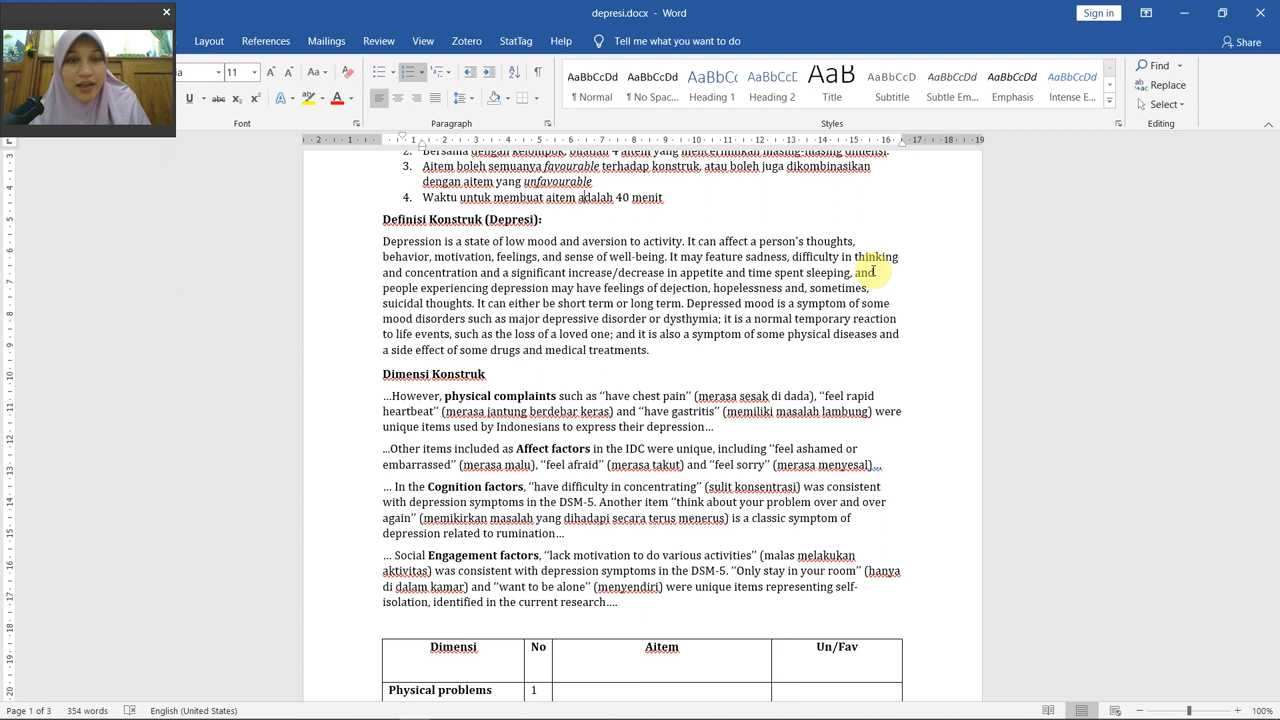 depresi.docx - Word
Sign in
Layout References Mailings Review View Zotero StatTag Tell me what you want to do
Share
11
AaBbCcDd AaBbCcDd AaBbCc AaBbCcD AaB AaBbCcD AaBbCcDd AaBbCcDd AaBbCcDd
¶ Normal ¶ No Spac... Heading 1 Heading 2 Title Subtitle Subtle Em... Emphasis Intense E...
Find
Replace
Select
Font Paragraph Styles Editing
3. Aitem boleh semuanya favourable terhadap konstruk, atau boleh juga dikombinasikan
dengan aitem yang unfavourable
4. Waktu untuk membuat aitem adalah 40 menit
Definisi Konstruk (Depresi):
Depression is a state of low mood and aversion to activity. It can affect a person's thoughts,
behavior, motivation, feelings, and sense of well-being. It may feature sadness, difficulty in thinking
and concentration and a significant increase/decrease in appetite and time spent sleeping, and
people experiencing depression may have feelings of dejection, hopelessness and, sometimes,
suicidal thoughts. It can either be short term or long term. Depressed mood is a symptom of some
mood disorders such as major depressive disorder or dysthymia; it is a normal temporary reaction
to life events, such as the loss of a loved one; and it is also a symptom of some physical diseases and
a side effect of some drugs and medical treatments.
Dimensi Konstruk
...However, physical complaints such as “have chest pain” (merasa sesak di dada), “feel rapid
heartbeat” (merasa jantung berdebar keras) and “have gastritis” (memiliki masalah lambung) were
unique items used by Indonesians to express their depression...
...Other items included as Affect factors in the IDC were unique, including “feel ashamed or
embarrassed” (merasa malu), “feel afraid” (merasa takut) and “feel sorry” (merasa menyesal)...
... In the Cognition factors, “have difficulty in concentrating” (sulit konsentrasi) was consistent
with depression symptoms in the DSM-5. Another item “think about your problem over and over
again” (memikirkan masalah yang dihadapi secara terus menerus) is a classic symptom of
depression related to rumination...
... Social Engagement factors, “lack motivation to do various activities” (malas melakukan
aktivitas) was consistent with depression symptoms in the DSM-5. “Only stay in your room” (hanya
di dalam kamar) and “want to be alone” (menyendiri) were unique items representing self-
isolation, identified in the current research....
Dimensi No Aitem Un/Fav
Physical problems 1
Page 1 of 3 354 words English (United States) 100%